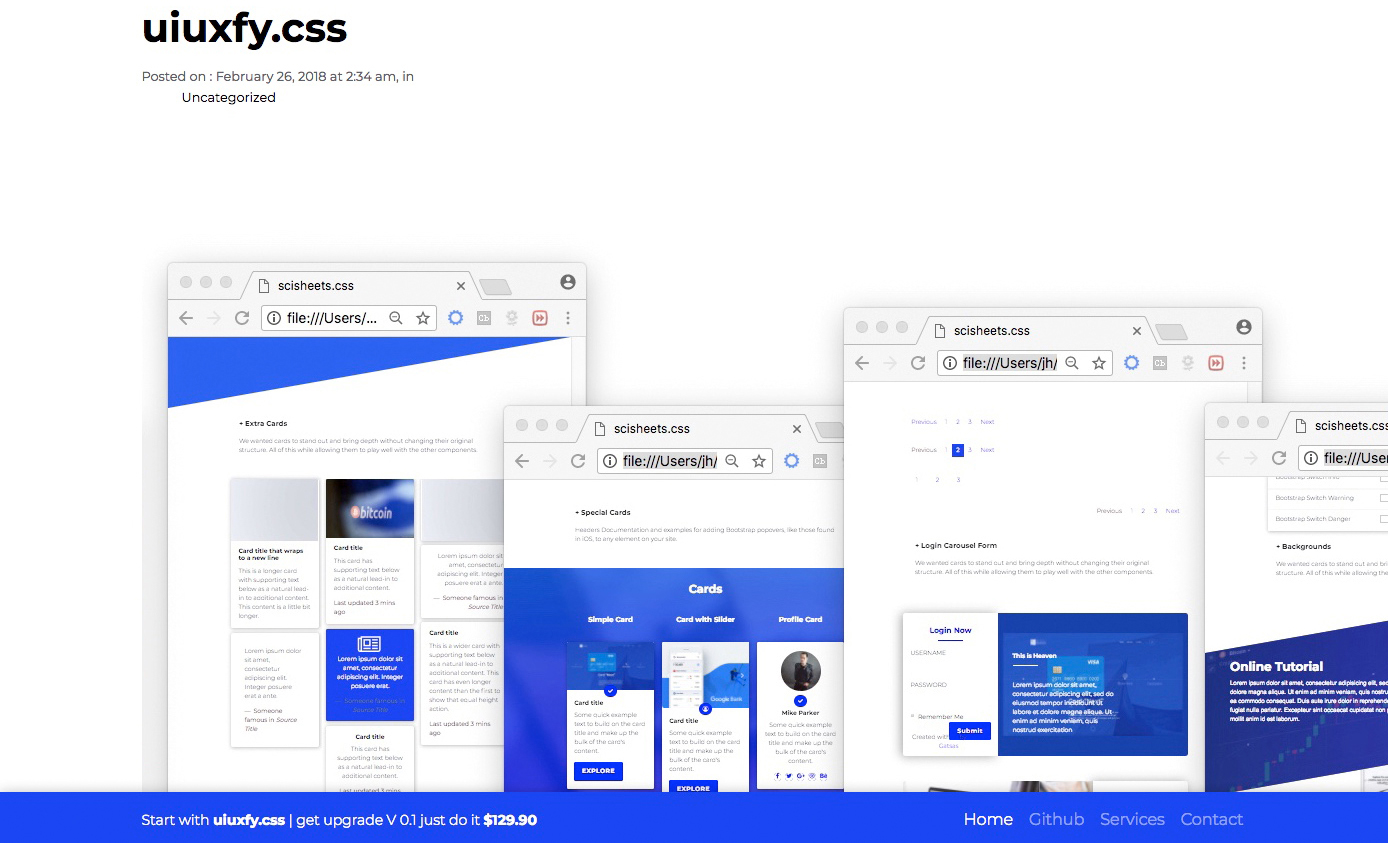 uiuxfy.css
Posted on : February 26, 2018 at 2:34 am, in
Uncategorized
scisheets.css
file:///Users/...
+ Extra Cards
We wanted cards to stand out and bring depth without changing their original
structure. All of this while allowing them to play well with the other components.
Card title that wraps
to a new line
This is a longer card
with supporting text
below as a natural lead-
in to additional content.
This content is a little bit
longer.
Lorem ipsum dolor
sit amet,
consectetur
adipiscing elit.
Integer posuere
erat a ante.
— Someone
famous in Source
Title
bitcoin
Card title
This card has
supporting text below
as a natural lead-in to
additional content.
Last updated 3 mins
ago
Lorem ipsum dolor sit
amet, consectetur
adipiscing elit. Integer
posuere erat.
— Someone famous in
Source Title
Card title
This card has
supporting text below
as a natural lead-in to
additional content.
Last updated 3 mins
Lorem ipsum dolor sit
amet, consectetur
adipiscing elit. Integer
posuere erat a ante.
— Someone famous in
Source Title
Card title
This is a wider card with
supporting text below
as a natural lead-in to
additional content. This
card has even longer
content than the first to
show that equal height
action.
Last updated 3 mins
ago
scisheets.css
file:///Users/jh/
Cb
+ Special Cards
Headers Documentation and examples for adding Bootstrap popovers, like those found
in iOS, to any element on your site.
Cards
Simple Card
Card with Slider
Profile Card
Card title
Some quick example
text to build on the card
title and make up the
bulk of the card's
content.
EXPLORE
Google item
Card title
Some quick example
text to build on the card
title and make up the
bulk of the card's
content.
EXPLORE
Mike Parker
Some quick example
text to build on the card
title and make up the
bulk of the card's
content.
scisheets.css
file:///Users/jh/
Cb
Previous 1 2 3 Next
Previous 1 2 3 Next
1 2 3
Previous 1 2 3 Next
+ Login Carousel Form
We wanted cards to stand out and bring depth without changing their original
structure. All of this while allowing them to play well with the other components.
Login Now
USERNAME
PASSWORD
Remember Me
Created with
Submit
This is Heaven
VISA
Lorem ipsum dolor sit amet,
consectetur adipisicing elit, sed do
eiusmod tempor incididunt ut
labore et dolore magna aliqua. Ut
enim ad minim veniam, quis
nostrud exercitation
scisheets.css
file:///Users
Bootstrap Switch Info
Bootstrap Switch Warning
Bootstrap Switch Danger
+ Backgrounds
We wanted cards to stand out and bring depth without
structure. All of this while allowing them
Online Tutorial
Lorem ipsum dolor sit amet, consectetur adipisicing elit, sed
dolore magna aliqua. Ut enim ad minim veniam, quis nostrud
ea commodo consequat. Duis aute irure dolor in reprehenderit
fugiat nulla pariatur. Excepteur sint occaecat cupidatat non
mollit anim id est laborum.
Start with uiuxfy.css | get upgrade V 0.1 just do it $129.90
Home Github Services Contact